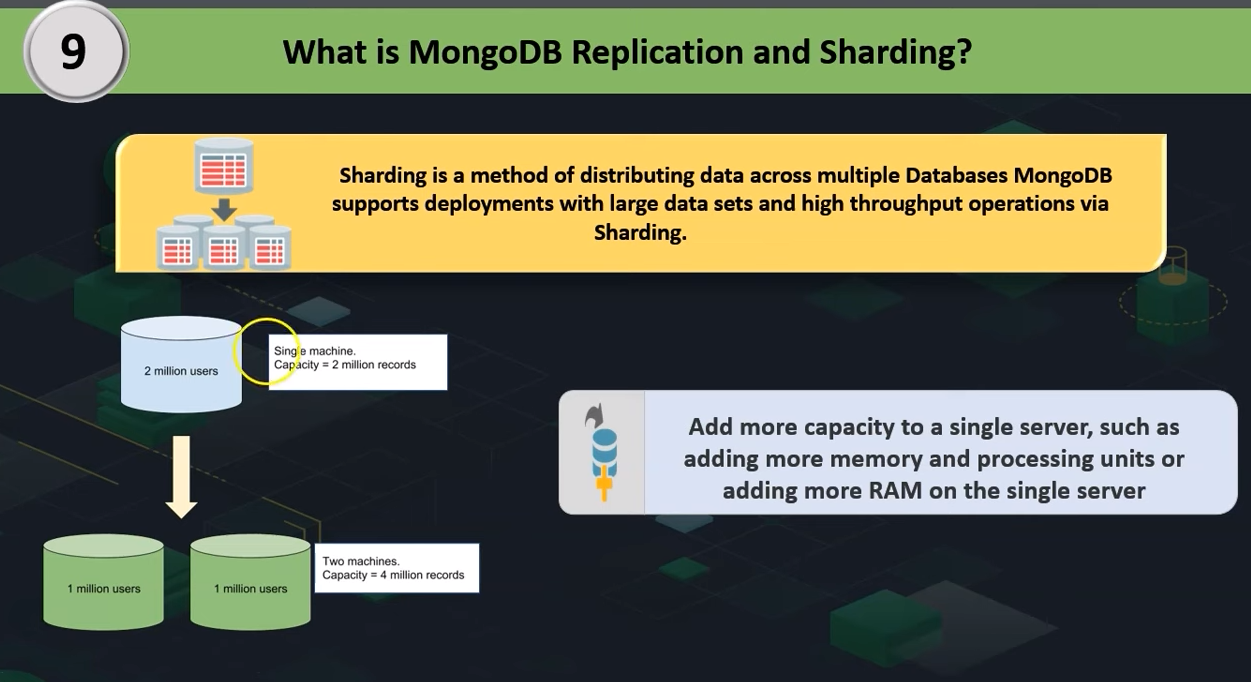 9
What is MongoDB Replication and Sharding?
Sharding is a method of distributing data across multiple Databases MongoDB
supports deployments with large data sets and high throughput operations via
Sharding.
2 million users
Single machine.
Capacity = 2 million records
Add more capacity to a single server, such as
adding more memory and processing units or
adding more RAM on the single server
1 million users
1 million users
Two machines.
Capacity = 4 million records